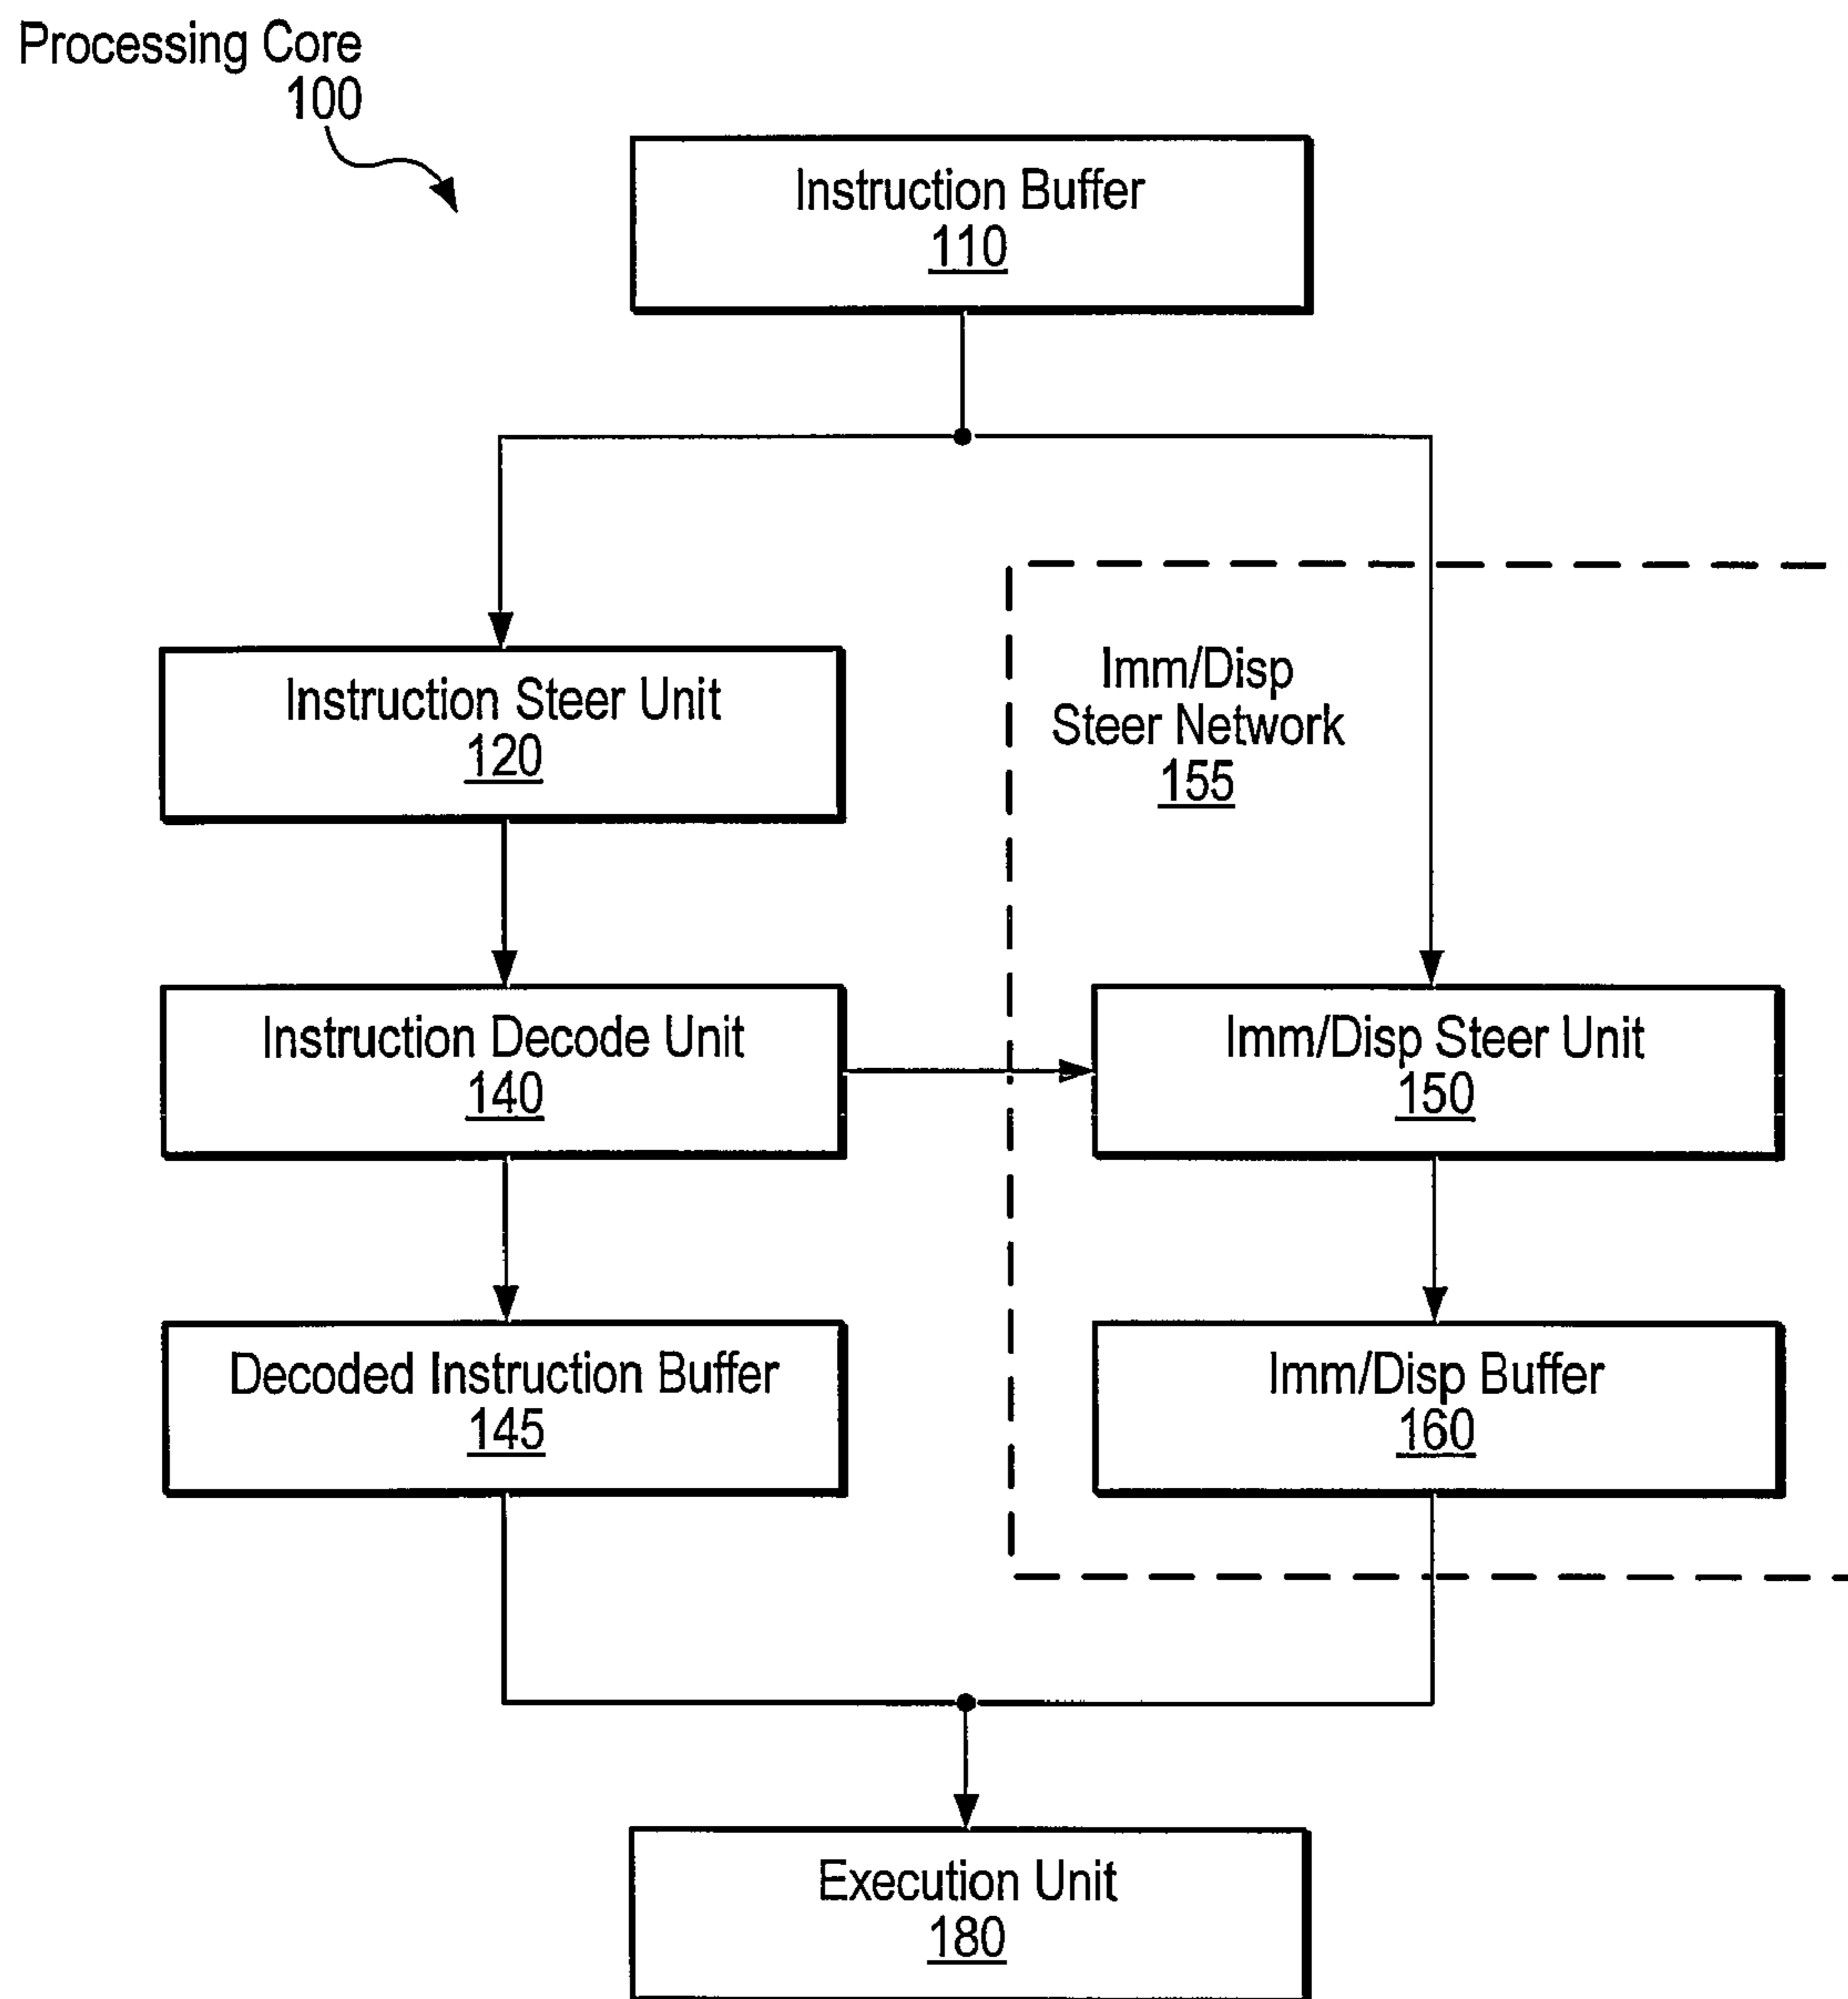 Processing Core
100
Instruction Buffer
110
Instruction Steer Unit
120
Imm/Disp
Steer Network
155
Instruction Decode Unit
140
Imm/Disp Steer Unit
150
Decoded Instruction Buffer
145
Imm/Disp Buffer
160
Execution Unit
180